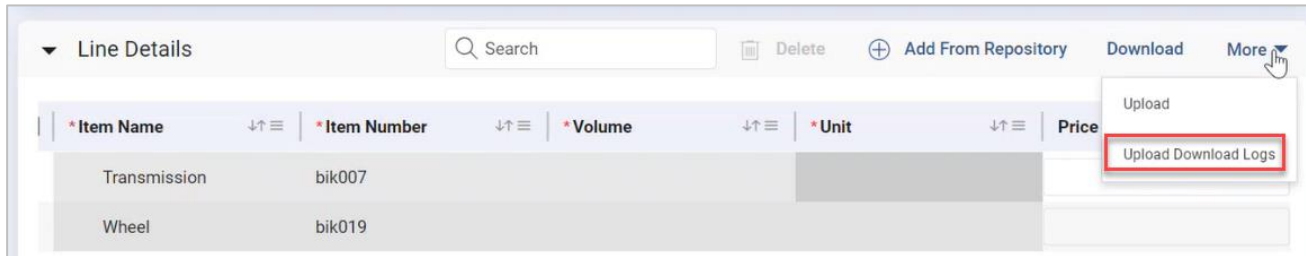 Line Details Search Delete Add From Repository Download More
Upload
*Item Name *Item Number *Volume *Unit Price
Upload Download Logs
Transmission bik007
Wheel bik019